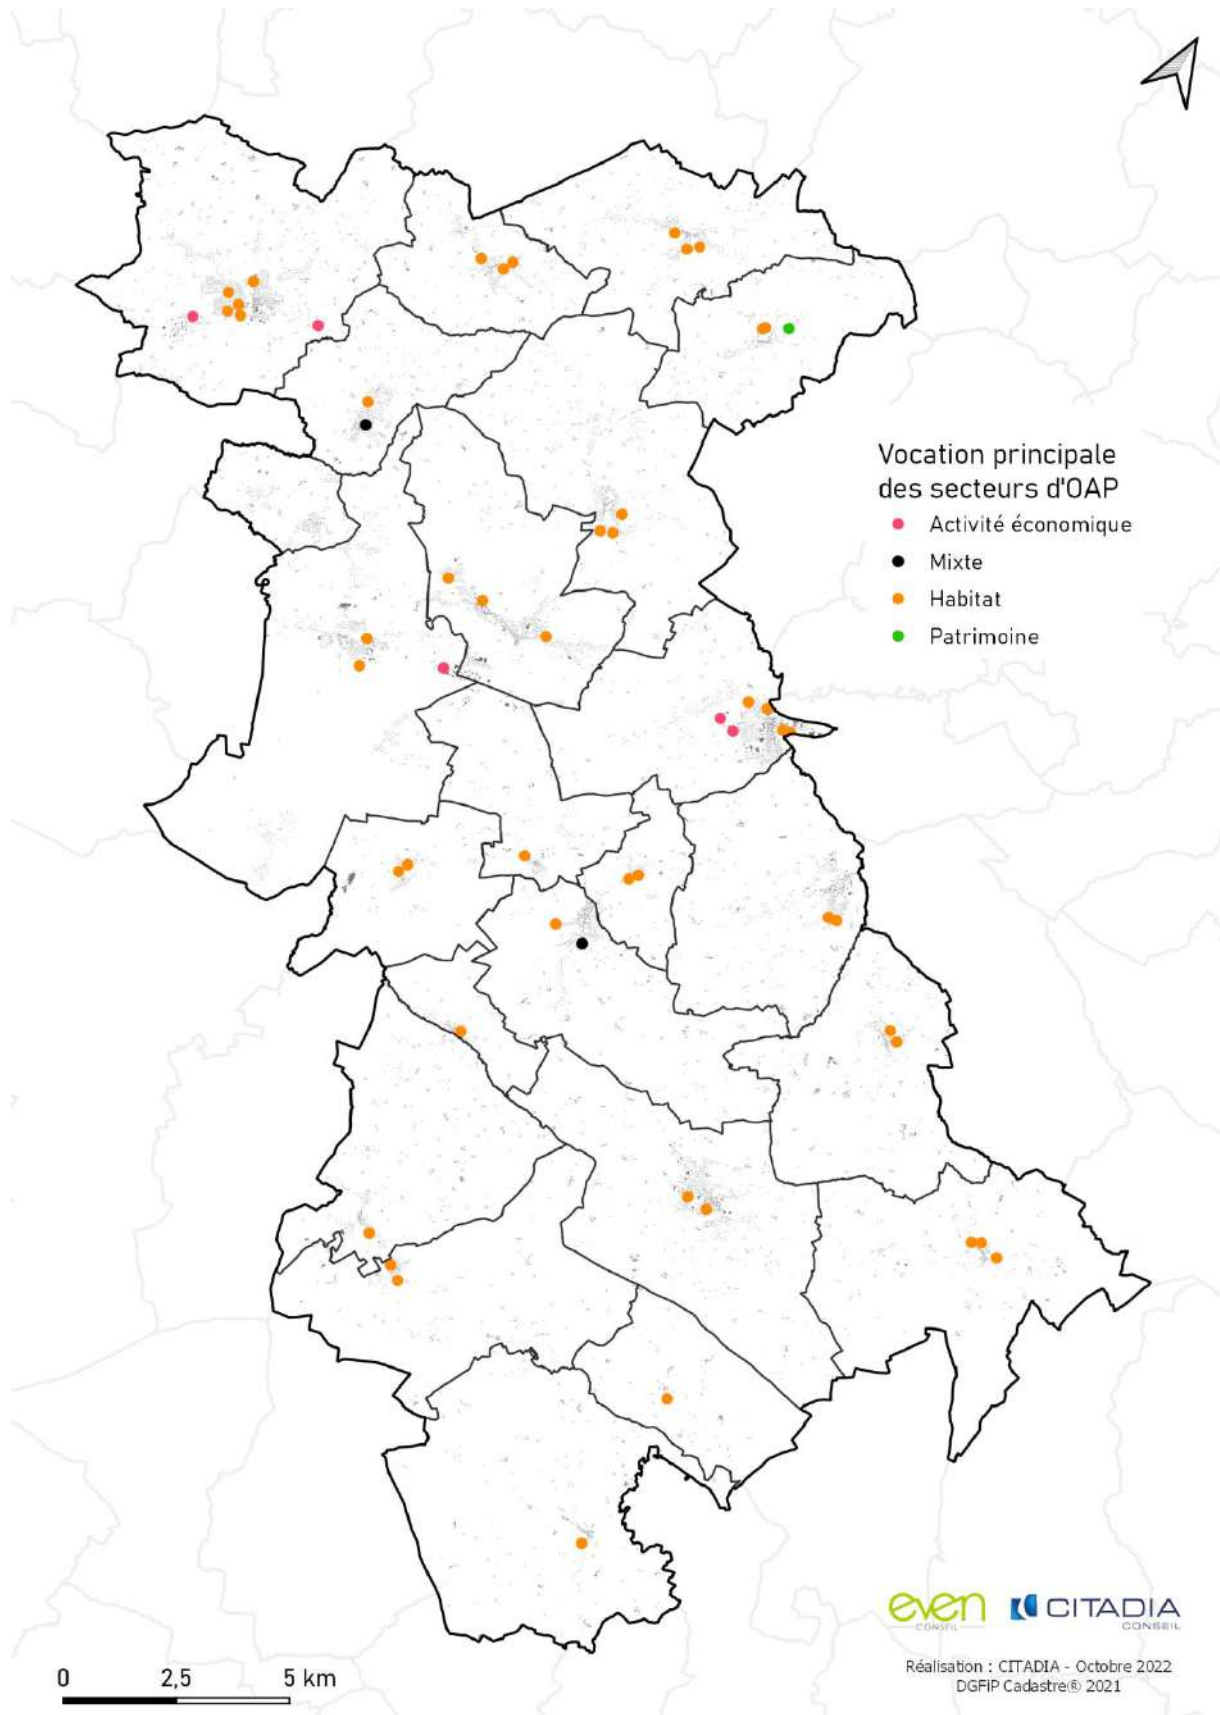 Vocation principale
des secteurs d'OAP
Activité économique
Mixte
Habitat
Patrimoine
even
CONSEIL
CITADIA
CONSEIL
Réalisation : CITADIA - Octobre 2022
DGFiP Cadastre® 2021
0 2,5 5 km